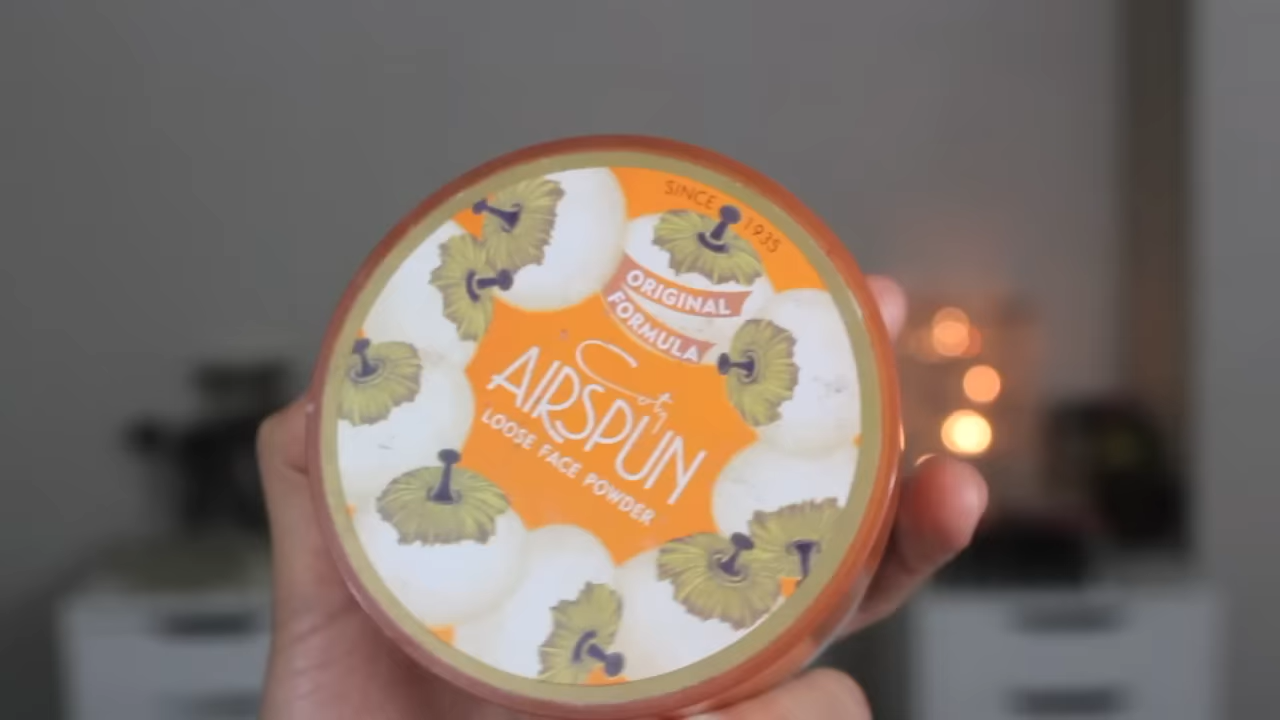 SINCE 1935
ORIGINAL
FORMULA
Coty
AIRSPUN
LOOSE FACE POWDER